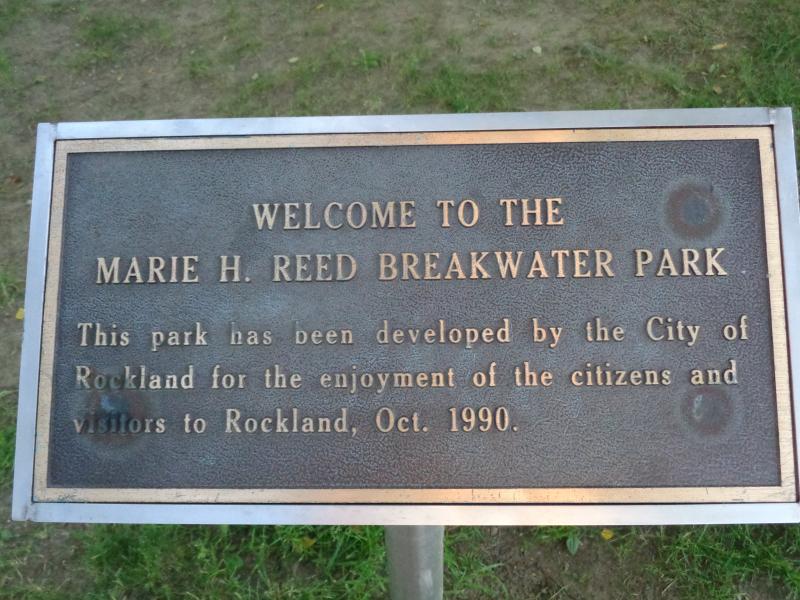 WELCOME TO THE
MARIE H. REED BREAKWATER PARK
This park has been developed by the City of
Rockland for the enjoyment of the citizens and
visitors to Rockland, Oct. 1990.